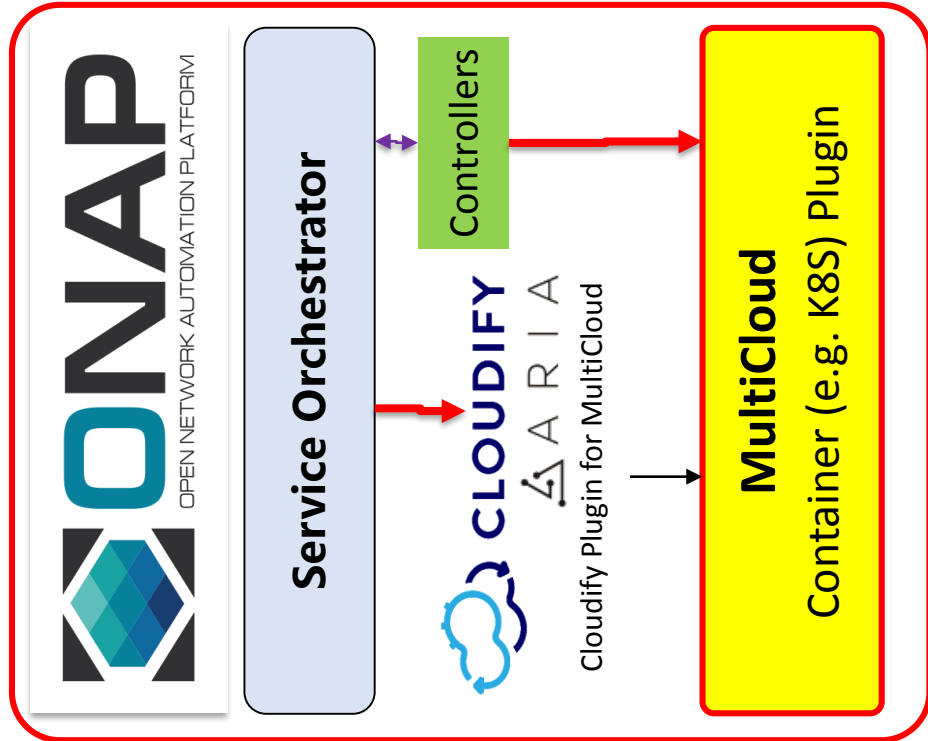 ONAP
OPEN NETWORK AUTOMATION PLATFORM
Service Orchestrator
Controllers
CLOUDIFY
ARIA
Cloudify Plugin for MultiCloud
MultiCloud
Container (e.g. K8S) Plugin